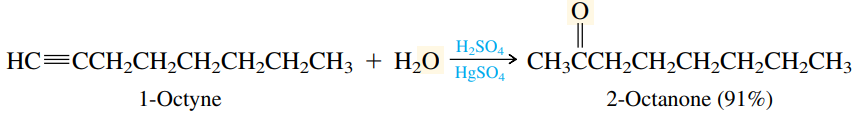 O
HC≡CCH₂CH₂CH₂CH₂CH₂CH₃ + H₂O H₂SO₄ HgSO₄ → CH₃CCH₂CH₂CH₂CH₂CH₂CH₃
1-Octyne 2-Octanone (91%)